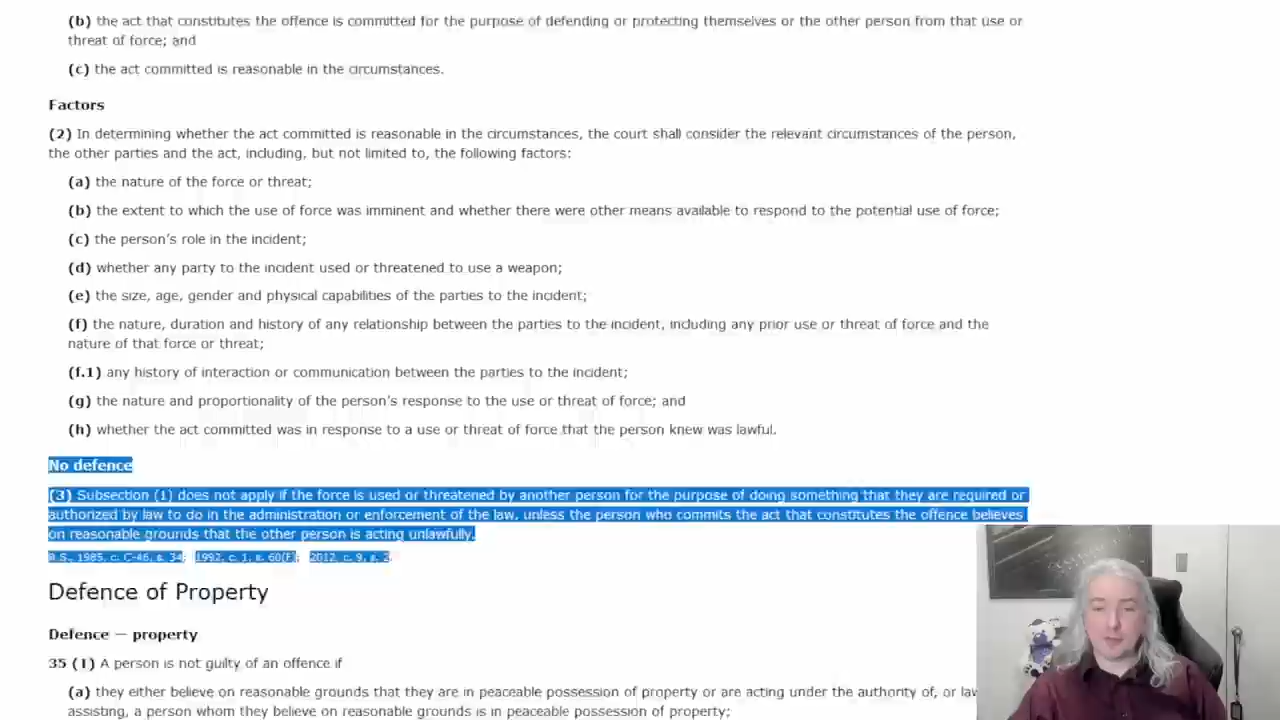 (b) the act that constitutes the offence is committed for the purpose of defending or protecting themselves or the other person from that use or
threat of force; and
(c) the act committed is reasonable in the circumstances.
Factors
(2) In determining whether the act committed is reasonable in the circumstances, the court shall consider the relevant circumstances of the person,
the other parties and the act, including, but not limited to, the following factors:
(a) the nature of the force or threat;
(b) the extent to which the use of force was imminent and whether there were other means available to respond to the potential use of force;
(c) the person's role in the incident;
(d) whether any party to the incident used or threatened to use a weapon;
(e) the size, age, gender and physical capabilities of the parties to the incident;
(f) the nature, duration and history of any relationship between the parties to the incident, including any prior use or threat of force and the
nature of that force or threat;
(f.1) any history of interaction or communication between the parties to the incident;
(g) the nature and proportionality of the person's response to the use or threat of force; and
(h) whether the act committed was in response to a use or threat of force that the person knew was lawful.
No defence
(3) Subsection (1) does not apply if the force is used or threatened by another person for the purpose of doing something that they are required or
authorized by law to do in the administration or enforcement of the law, unless the person who commits the act that constitutes the offence believes
on reasonable grounds that the other person is acting unlawfully.
R.S., 1985, c. C-46, s. 34; 1992, c. 1, s. 60(F); 2012, c. 9, s. 2
Defence of Property
Defence — property
35 (1) A person is not guilty of an offence if
(a) they either believe on reasonable grounds that they are in peaceable possession of property or are acting under the authority of, or law
assisting, a person whom they believe on reasonable grounds is in peaceable possession of property;